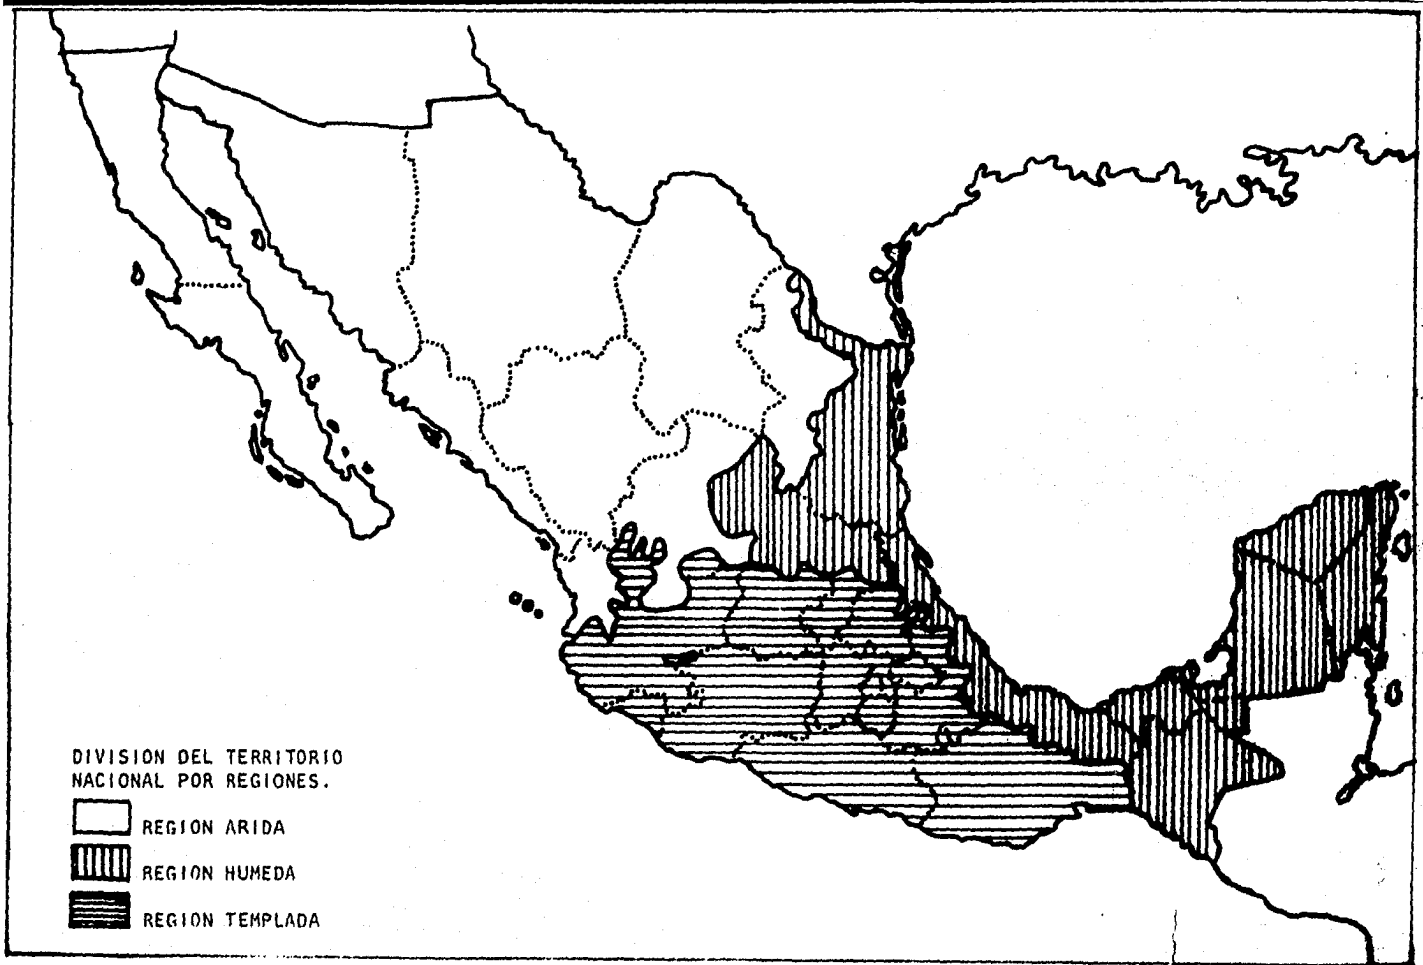 DIVISION DEL TERRITORIO
NACIONAL POR REGIONES.
REGION ARIDA
REGION HUMEDA
REGION TEMPLADA